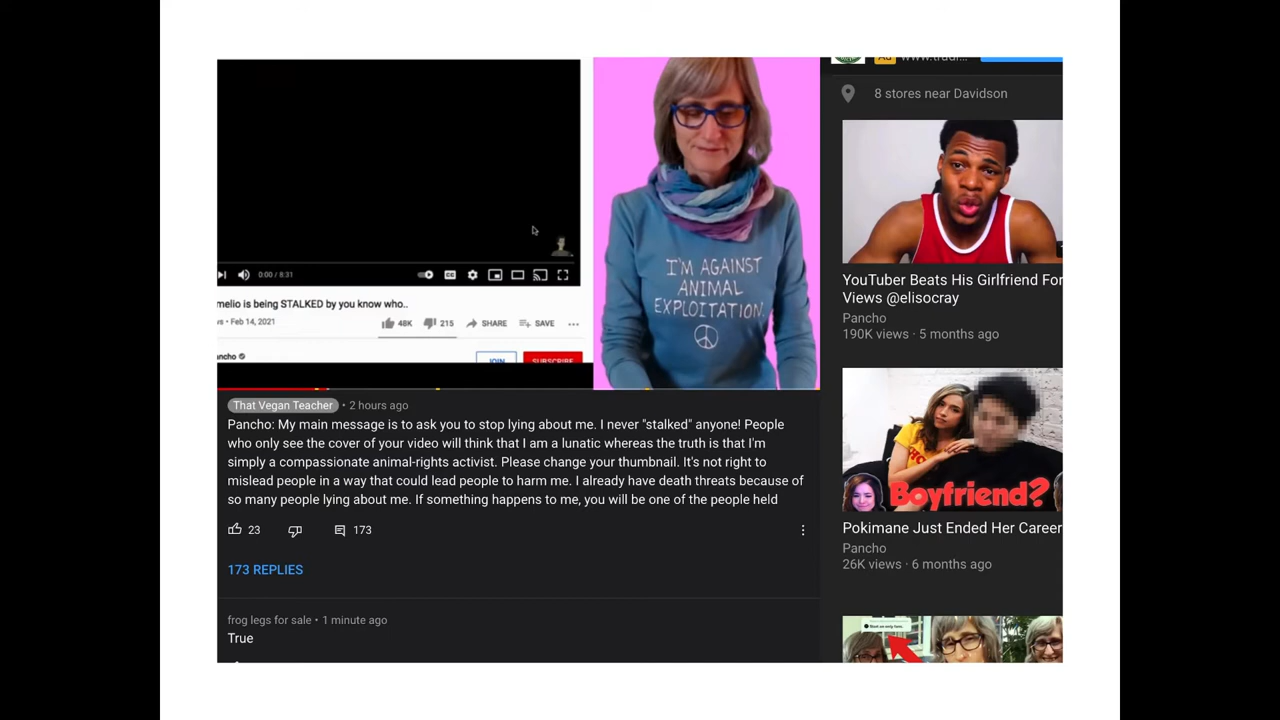 0:00 / 8:31
melio is being STALKED by you know who..
• Feb 14, 2021
48K
215
SHARE
SAVE
ncho
JOIN
SUBSCRIBE
I'M AGAINST
ANIMAL
EXPLOITATION.
That Vegan Teacher • 2 hours ago
Pancho: My main message is to ask you to stop lying about me. I never "stalked" anyone! People
who only see the cover of your video will think that I am a lunatic whereas the truth is that I'm
simply a compassionate animal-rights activist. Please change your thumbnail. It's not right to
mislead people in a way that could lead people to harm me. I already have death threats because of
so many people lying about me. If something happens to me, you will be one of the people held
23
173
173 REPLIES
frog legs for sale • 1 minute ago
True
Ad
8 stores near Davidson
YouTuber Beats His Girlfriend For
Views @elisocray
Pancho
190K views · 5 months ago
Boyfriend?
Pokimane Just Ended Her Career
Pancho
26K views · 6 months ago